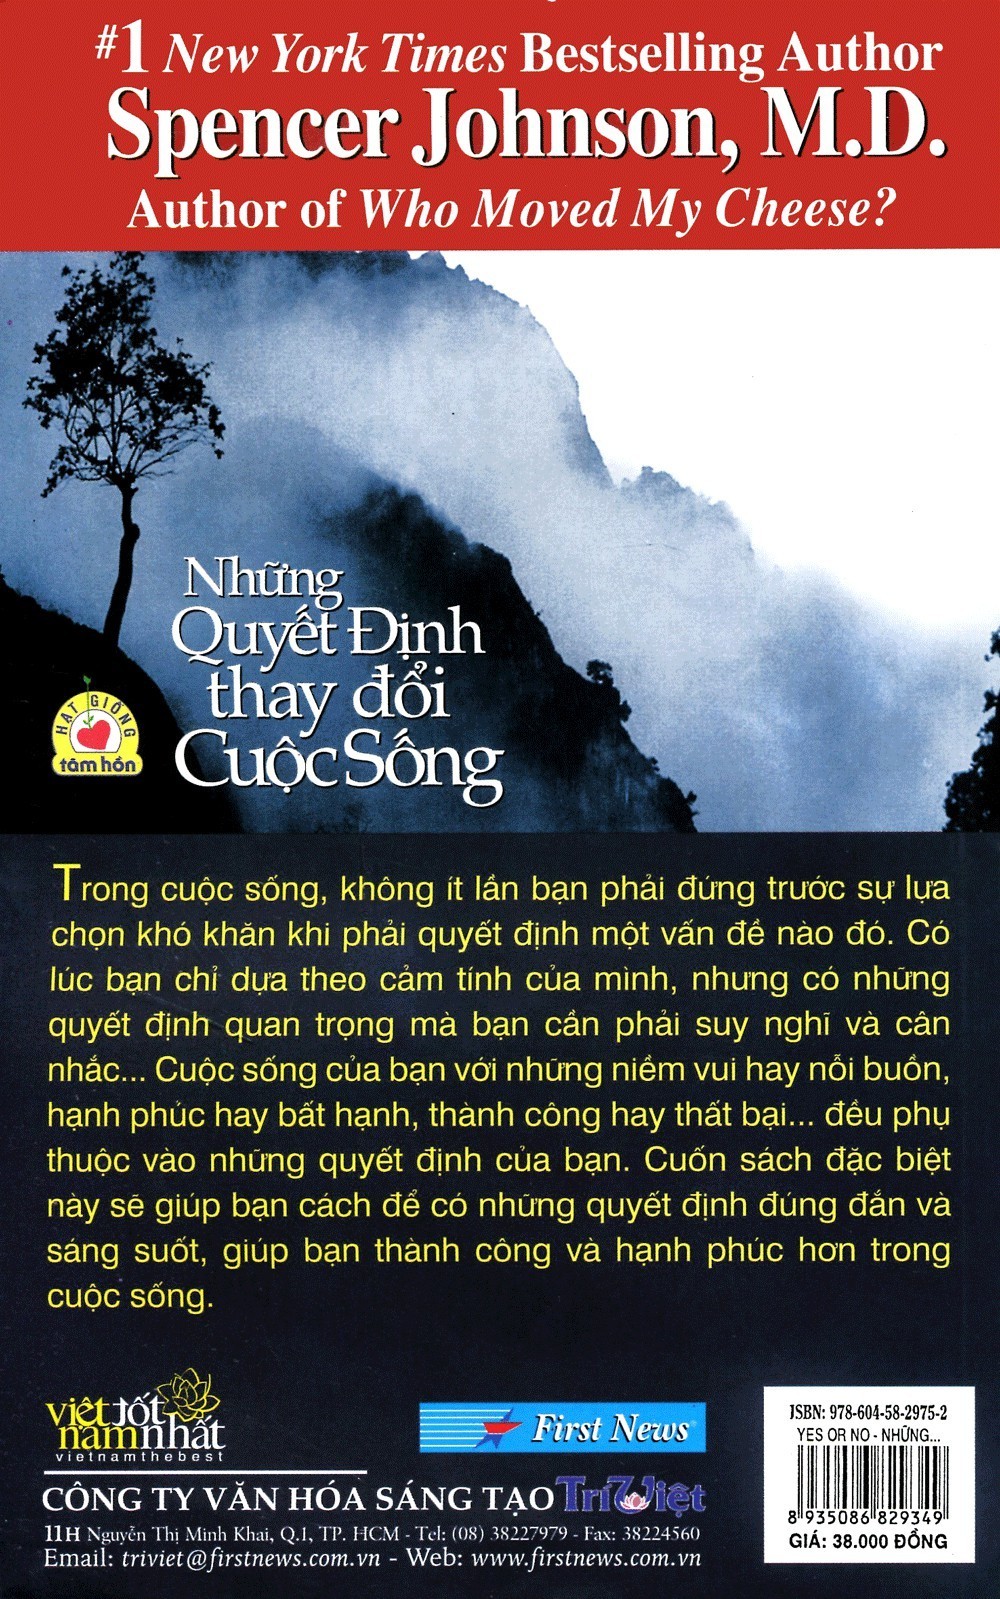 #1 New York Times Bestselling Author
Spencer Johnson, M.D.
Author of Who Moved My Cheese?
Những
Quyết Định
thay đổi
Cuộc Sống
HẠT GIỐNG
tâm hồn
Trong cuộc sống, không ít lần bạn phải đứng trước sự lựa
chọn khó khăn khi phải quyết định một vấn đề nào đó. Có
lúc bạn chỉ dựa theo cảm tính của mình, nhưng có những
quyết định quan trọng mà bạn cần phải suy nghĩ và cân
nhắc... Cuộc sống của bạn với những niềm vui hay nỗi buồn,
hạnh phúc hay bất hạnh, thành công hay thất bại... đều phụ
thuộc vào những quyết định của bạn. Cuốn sách đặc biệt
này sẽ giúp bạn cách để có những quyết định đúng đắn và
sáng suốt, giúp bạn thành công và hạnh phúc hơn trong
cuộc sống.
việt tốt
nam nhất
vietnamthebest
First News
CÔNG TY VĂN HÓA SÁNG TẠO Trí Việt
11H Nguyễn Thị Minh Khai, Q.1, TP. HCM - Tel: (08) 38227979 - Fax: 38224560
Email: triviet@firstnews.com.vn - Web: www.firstnews.com.vn
ISBN: 978-604-58-2975-2
YES OR NO - NHỮNG...
8 935086 829349
GIÁ: 38.000 ĐỒNG